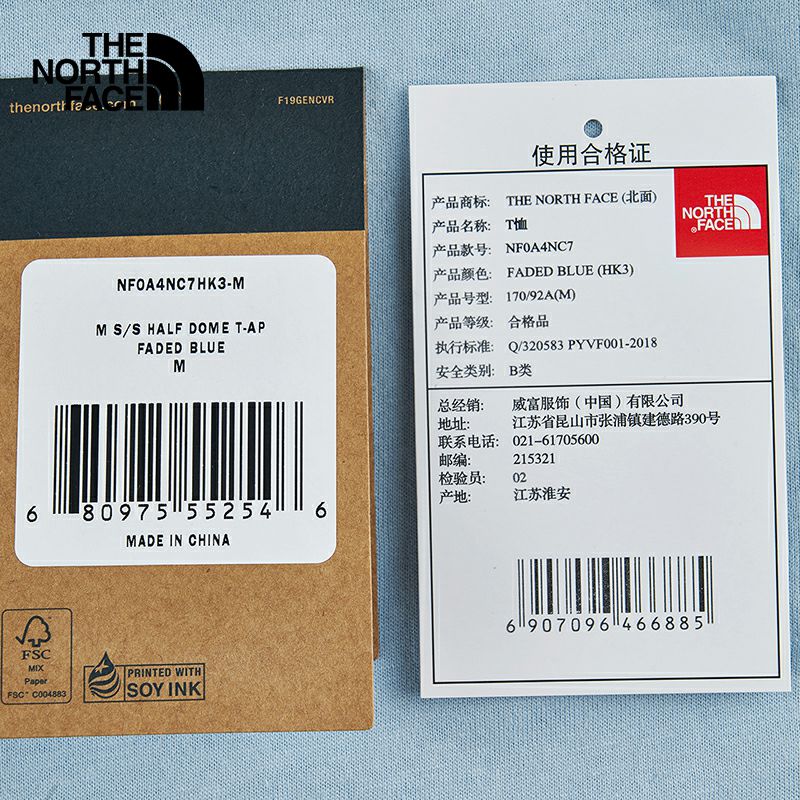 THE
NORTH
FACE
thenorthface.com
F19GENCVR
NF0A4NC7HK3-M
M S/S HALF DOME T-AP
FADED BLUE
M
6 80975 55254 6
MADE IN CHINA
FSC
MIX
Paper
FSC® C004883
PRINTED WITH
SOY INK
使用合格证
THE
NORTH
FACE
产品商标: THE NORTH FACE (北面)
产品名称: T恤
产品款号: NF0A4NC7
产品颜色: FADED BLUE (HK3)
产品号型: 170/92A(M)
产品等级: 合格品
执行标准: Q/320583 PYVF001-2018
安全类别: B类
总经销: 威富服饰（中国）有限公司
地址: 江苏省昆山市张浦镇建德路390号
联系电话: 021-61705600
邮编: 215321
检验员: 02
产地: 江苏淮安
6 907096 466885